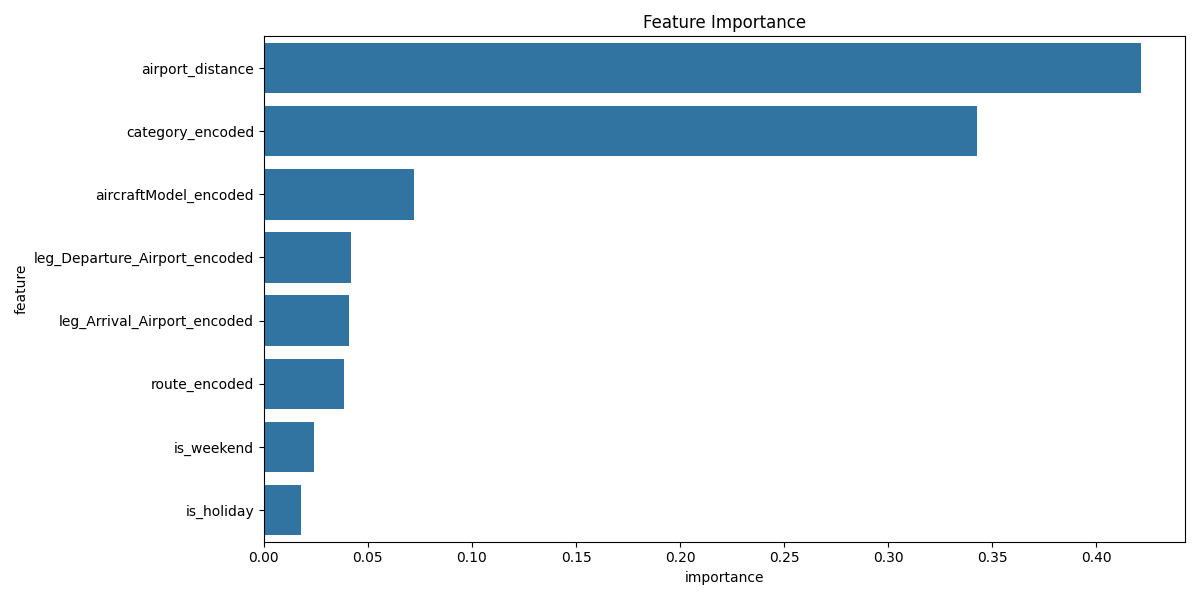 Feature Importance
airport_distance
category_encoded
aircraftModel_encoded
leg_Departure_Airport_encoded
leg_Arrival_Airport_encoded
route_encoded
is_weekend
is_holiday
feature
0.00 0.05 0.10 0.15 0.20 0.25 0.30 0.35 0.40
importance